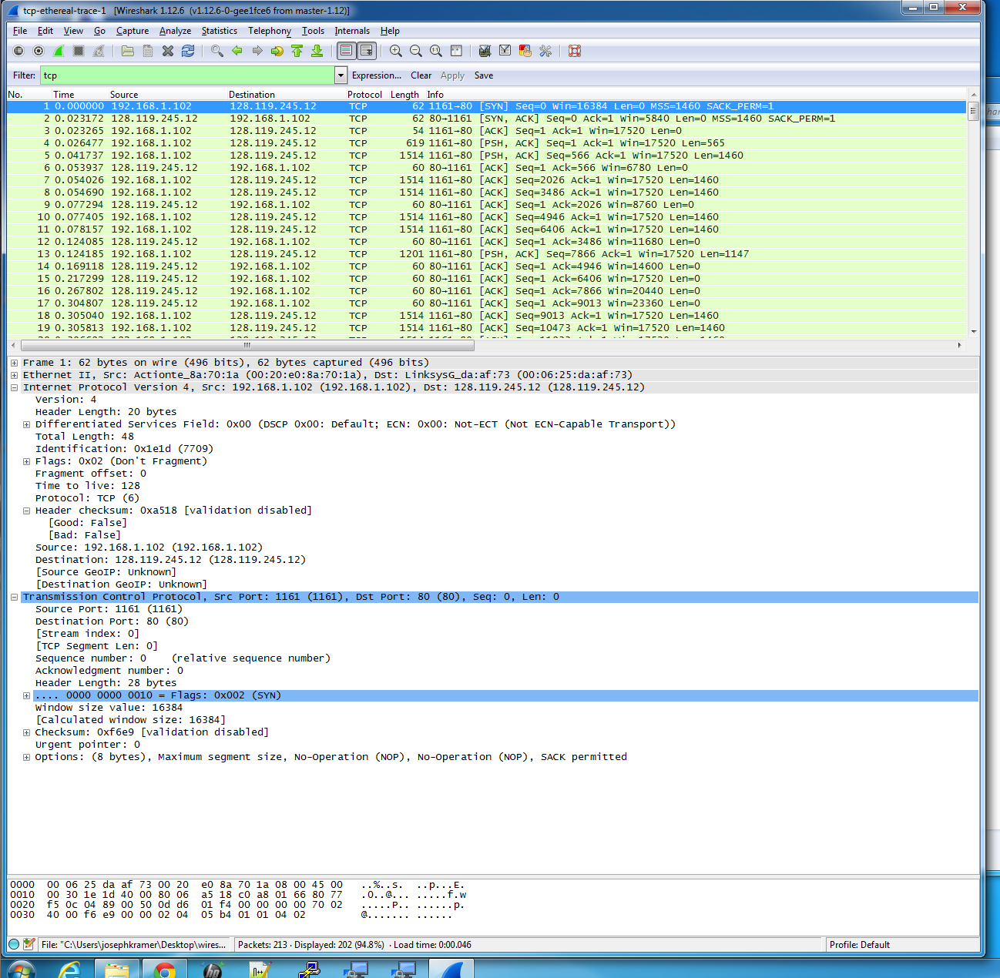 tcp-ethereal-trace-1 [Wireshark 1.12.6 (v1.12.6-0-gee1fce6 from master-1.12)]
File Edit View Go Capture Analyze Statistics Telephony Tools Internals Help
Filter: tcp Expression... Clear Apply Save
No. Time Source Destination Protocol Length Info
1 0.000000 192.168.1.102 128.119.245.12 TCP 62 1161→80 [SYN] Seq=0 Win=16384 Len=0 MSS=1460 SACK_PERM=1
2 0.023172 128.119.245.12 192.168.1.102 TCP 62 80→1161 [SYN, ACK] Seq=0 Ack=1 Win=5840 Len=0 MSS=1460 SACK_PERM=1
3 0.023265 192.168.1.102 128.119.245.12 TCP 54 1161→80 [ACK] Seq=1 Ack=1 Win=17520 Len=0
4 0.026477 192.168.1.102 128.119.245.12 TCP 619 1161→80 [PSH, ACK] Seq=1 Ack=1 Win=17520 Len=565
5 0.041737 192.168.1.102 128.119.245.12 TCP 1514 1161→80 [PSH, ACK] Seq=566 Ack=1 Win=17520 Len=1460
6 0.053937 128.119.245.12 192.168.1.102 TCP 60 80→1161 [ACK] Seq=1 Ack=566 Win=6780 Len=0
7 0.054026 192.168.1.102 128.119.245.12 TCP 1514 1161→80 [ACK] Seq=2026 Ack=1 Win=17520 Len=1460
8 0.054690 192.168.1.102 128.119.245.12 TCP 1514 1161→80 [ACK] Seq=3486 Ack=1 Win=17520 Len=1460
9 0.077294 128.119.245.12 192.168.1.102 TCP 60 80→1161 [ACK] Seq=1 Ack=2026 Win=8760 Len=0
10 0.077405 192.168.1.102 128.119.245.12 TCP 1514 1161→80 [ACK] Seq=4946 Ack=1 Win=17520 Len=1460
11 0.078157 192.168.1.102 128.119.245.12 TCP 1514 1161→80 [ACK] Seq=6406 Ack=1 Win=17520 Len=1460
12 0.124085 128.119.245.12 192.168.1.102 TCP 60 80→1161 [ACK] Seq=1 Ack=3486 Win=11680 Len=0
13 0.124185 192.168.1.102 128.119.245.12 TCP 1201 1161→80 [PSH, ACK] Seq=7866 Ack=1 Win=17520 Len=1147
14 0.169118 128.119.245.12 192.168.1.102 TCP 60 80→1161 [ACK] Seq=1 Ack=4946 Win=14600 Len=0
15 0.217299 128.119.245.12 192.168.1.102 TCP 60 80→1161 [ACK] Seq=1 Ack=6406 Win=17520 Len=0
16 0.267802 128.119.245.12 192.168.1.102 TCP 60 80→1161 [ACK] Seq=1 Ack=7866 Win=20440 Len=0
17 0.304807 128.119.245.12 192.168.1.102 TCP 60 80→1161 [ACK] Seq=1 Ack=9013 Win=23360 Len=0
18 0.305040 192.168.1.102 128.119.245.12 TCP 1514 1161→80 [ACK] Seq=9013 Ack=1 Win=17520 Len=1460
19 0.305813 192.168.1.102 128.119.245.12 TCP 1514 1161→80 [ACK] Seq=10473 Ack=1 Win=17520 Len=1460
Frame 1: 62 bytes on wire (496 bits), 62 bytes captured (496 bits)
Ethernet II, Src: Actionte_8a:70:1a (00:20:e0:8a:70:1a), Dst: LinksysG_da:af:73 (00:06:25:da:af:73)
Internet Protocol Version 4, Src: 192.168.1.102 (192.168.1.102), Dst: 128.119.245.12 (128.119.245.12)
Version: 4
Header Length: 20 bytes
Differentiated Services Field: 0x00 (DSCP 0x00: Default; ECN: 0x00: Not-ECT (Not ECN-Capable Transport))
Total Length: 48
Identification: 0x1e1d (7709)
Flags: 0x02 (Don't Fragment)
Fragment offset: 0
Time to live: 128
Protocol: TCP (6)
Header checksum: 0xa518 [validation disabled]
[Good: False]
[Bad: False]
Source: 192.168.1.102 (192.168.1.102)
Destination: 128.119.245.12 (128.119.245.12)
[Source GeoIP: Unknown]
[Destination GeoIP: Unknown]
Transmission Control Protocol, Src Port: 1161 (1161), Dst Port: 80 (80), Seq: 0, Len: 0
Source Port: 1161 (1161)
Destination Port: 80 (80)
[Stream index: 0]
[TCP Segment Len: 0]
Sequence number: 0 (relative sequence number)
Acknowledgment number: 0
Header Length: 28 bytes
.... 0000 0000 0010 = Flags: 0x002 (SYN)
Window size value: 16384
[Calculated window size: 16384]
Checksum: 0xf6e9 [validation disabled]
Urgent pointer: 0
Options: (8 bytes), Maximum segment size, No-Operation (NOP), No-Operation (NOP), SACK permitted
0000 00 06 25 da af 73 00 20 e0 8a 70 1a 08 00 45 00 ..%..s. ..p...E.
0010 00 30 1e 1d 40 00 80 06 a5 18 c0 a8 01 66 80 77 .0..@... .....f.w
0020 f5 0c 04 89 00 50 0d d6 01 f4 00 00 00 00 70 02 .....P.. ......p.
0030 40 00 f6 e9 00 00 02 04 05 b4 01 01 04 02 @....... ......
File: "C:\Users\josephkramer\Desktop\wires... Packets: 213 · Displayed: 202 (94.8%) · Load time: 0:00.046 Profile: Default